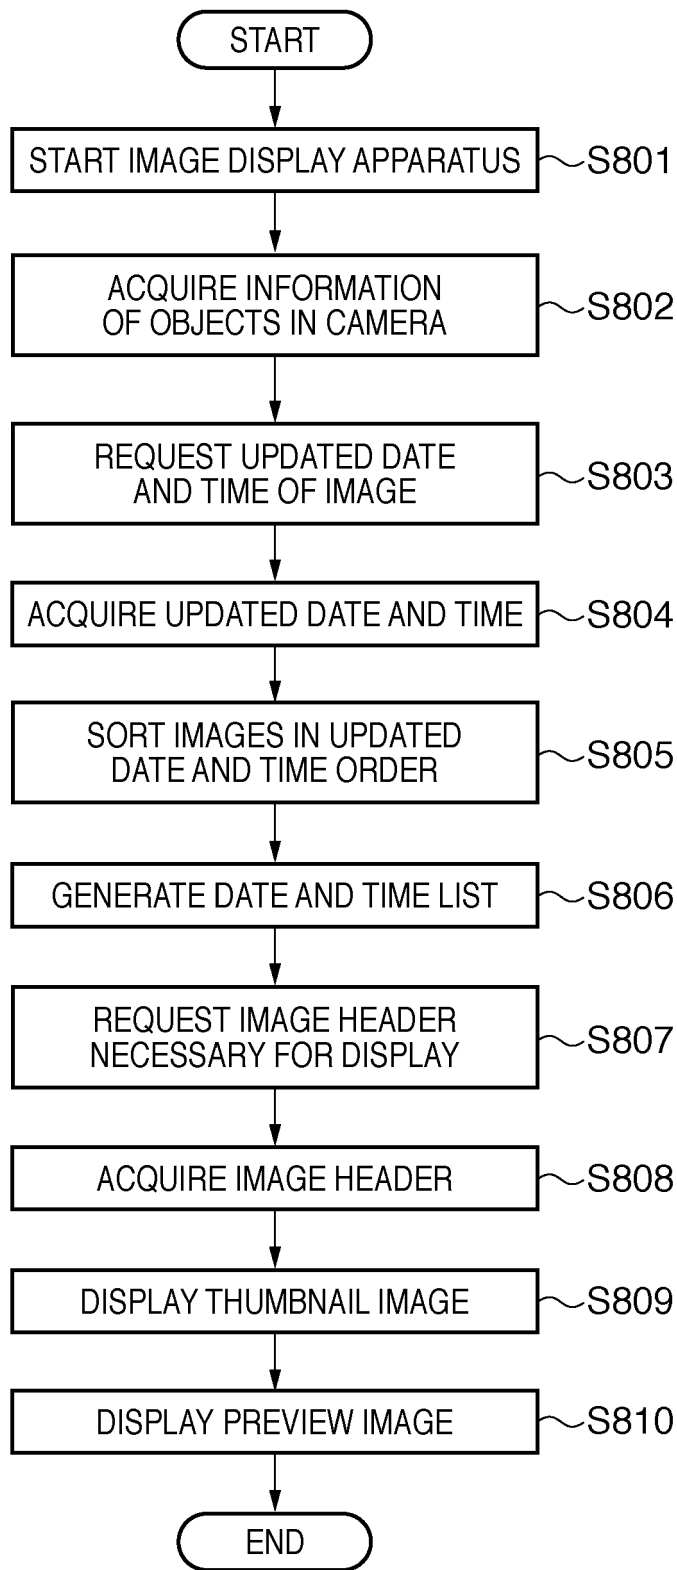 START
START IMAGE DISPLAY APPARATUS
S801
ACQUIRE INFORMATION
OF OBJECTS IN CAMERA
S802
REQUEST UPDATED DATE
AND TIME OF IMAGE
S803
ACQUIRE UPDATED DATE AND TIME
S804
SORT IMAGES IN UPDATED
DATE AND TIME ORDER
S805
GENERATE DATE AND TIME LIST
S806
REQUEST IMAGE HEADER
NECESSARY FOR DISPLAY
S807
ACQUIRE IMAGE HEADER
S808
DISPLAY THUMBNAIL IMAGE
S809
DISPLAY PREVIEW IMAGE
S810
END